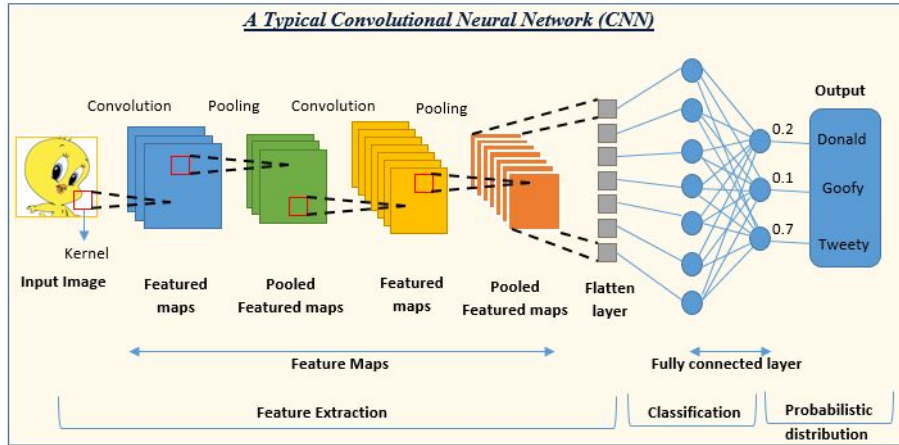 A Typical Convolutional Neural Network (CNN)
Convolution
Pooling
Convolution
Pooling
Output
0.2
Donald
0.1
Goofy
0.7
Tweety
Kernel
Input Image
Featured
maps
Pooled
Featured maps
Featured
maps
Pooled
Featured maps
Flatten
layer
Feature Maps
Fully connected layer
Feature Extraction
Classification
Probabilistic
distribution